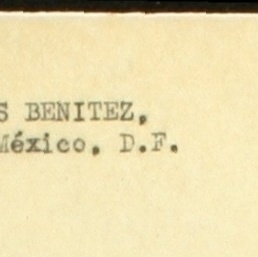 S BENITEZ,
México. D.F.